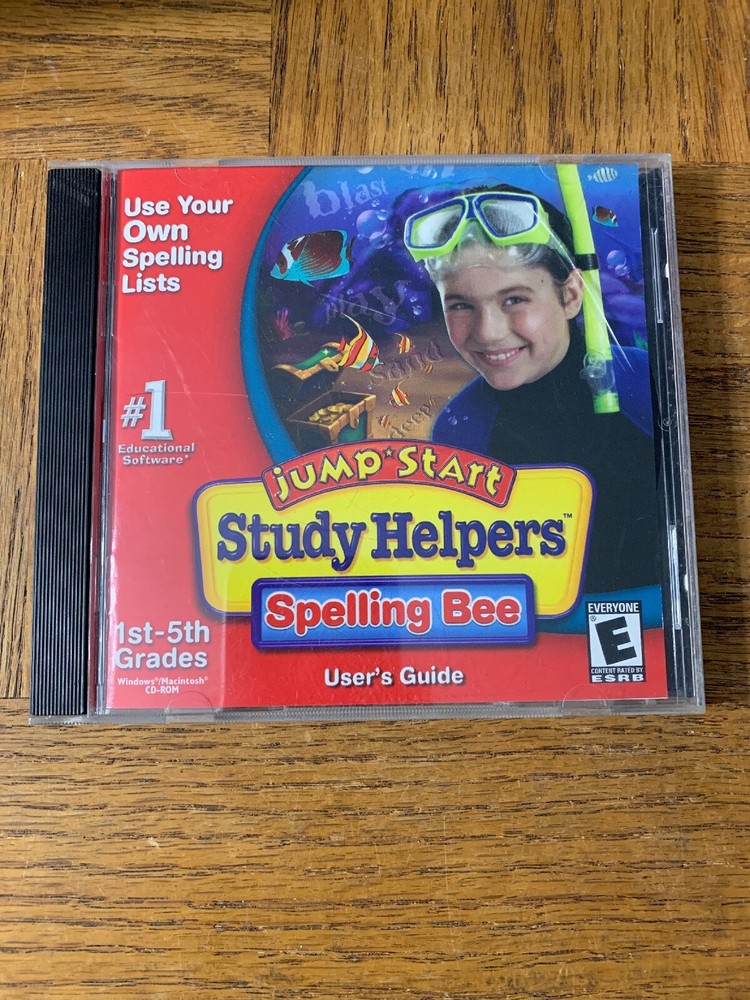 Use Your
Own
Spelling
Lists
blast
play
Sand
deep
#1
Educational
Software*
jump★start
Study Helpers™
Spelling Bee
1st-5th
Grades
Windows®/Macintosh®
CD-ROM
User's Guide
EVERYONE
E
CONTENT RATED BY
ESRB